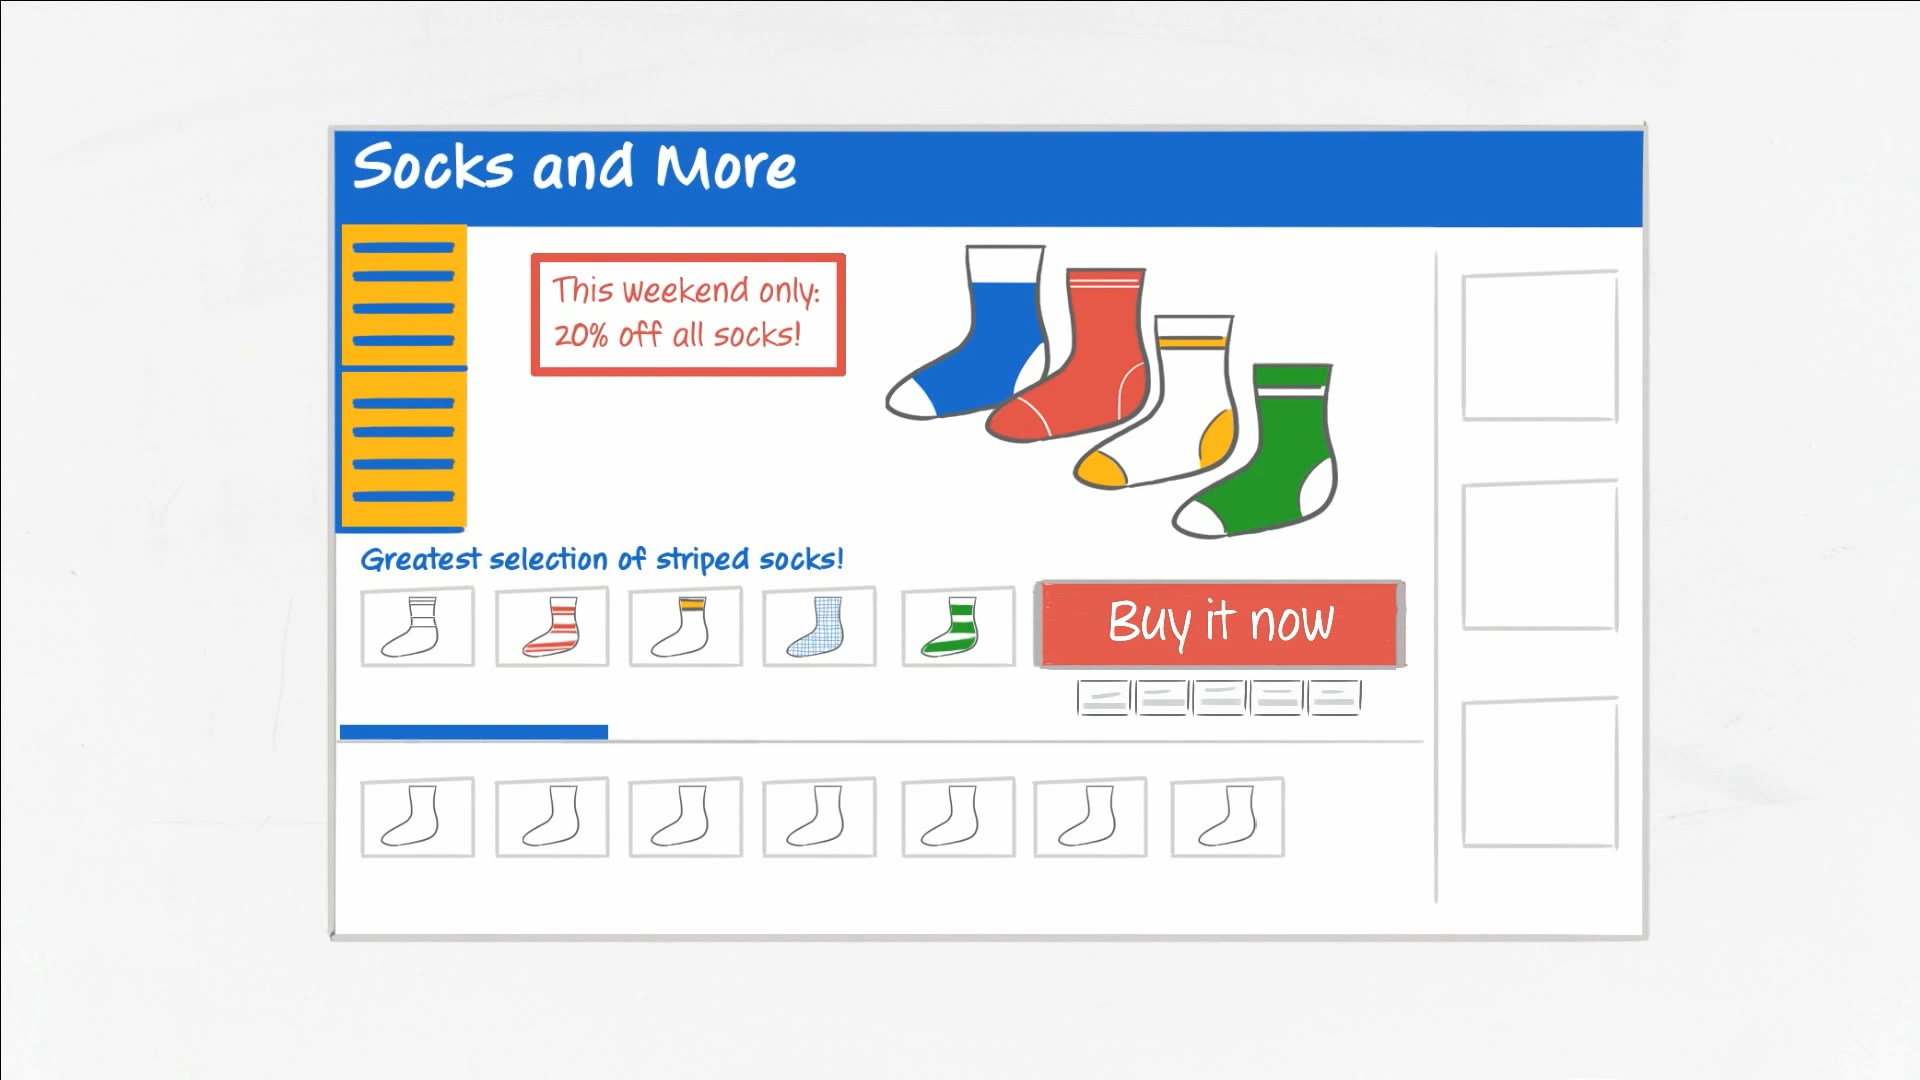 Socks and More
This weekend only:
20% off all socks!
Greatest selection of striped socks!
Buy it now